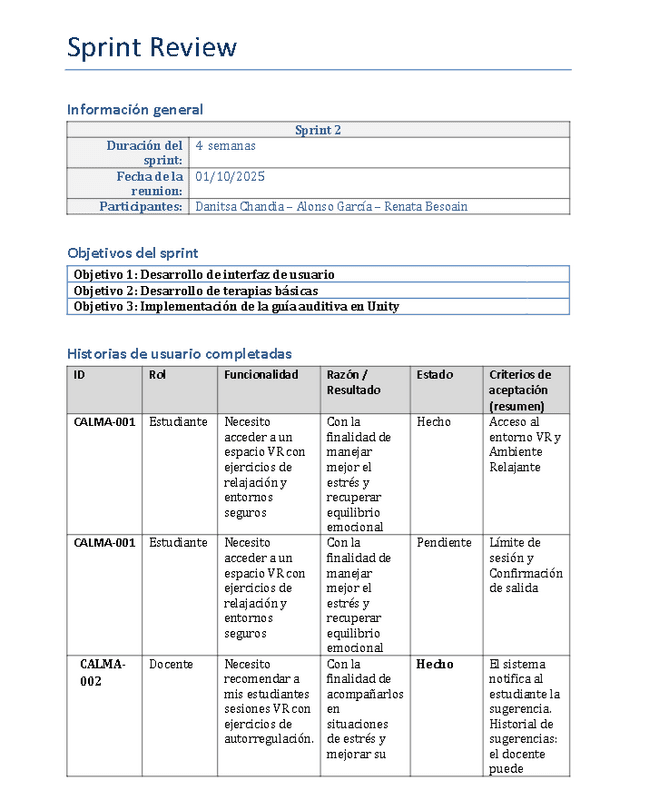 Sprint Review
Información general
Sprint 2
Duración del
sprint:
4 semanas
Fecha de la
reunion:
01/10/2025
Participantes:
Danitsa Chandia – Alonso García – Renata Besoain
Objetivos del sprint
Objetivo 1: Desarrollo de interfaz de usuario
Objetivo 2: Desarrollo de terapias básicas
Objetivo 3: Implementación de la guía auditiva en Unity
Historias de usuario completadas
ID
Rol
Funcionalidad
Razón /
Resultado
Estado
Criterios de
aceptación
(resumen)
CALMA-001
Estudiante
Necesito
acceder a un
espacio VR con
ejercicios de
relajación y
entornos
seguros
Con la
finalidad de
manejar
mejor el
estrés y
recuperar
equilibrio
emocional
Hecho
Acceso al
entorno VR y
Ambiente
Relajante
CALMA-001
Estudiante
Necesito
acceder a un
espacio VR con
ejercicios de
relajación y
entornos
seguros
Con la
finalidad de
manejar
mejor el
estrés y
recuperar
equilibrio
emocional
Pendiente
Límite de
sesión y
Confirmación
de salida
CALMA-
002
Docente
Necesito
recomendar a
mis estudiantes
sesiones VR con
ejercicios de
autorregulación.
Con la
finalidad de
acompañarlos
en
situaciones
de estrés y
mejorar su
Hecho
El sistema
notifica al
estudiante la
sugerencia.
Historial de
sugerencias:
el docente
puede